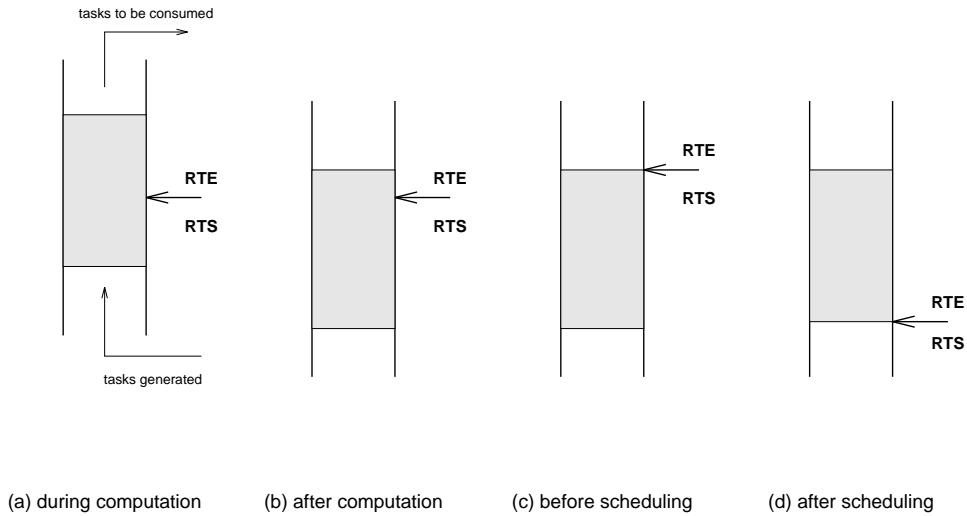 tasks to be consumed
RTE
RTS
tasks generated
RTE
RTS
RTE
RTS
RTE
RTS
(a) during computation
(b) after computation
(c) before scheduling
(d) after scheduling